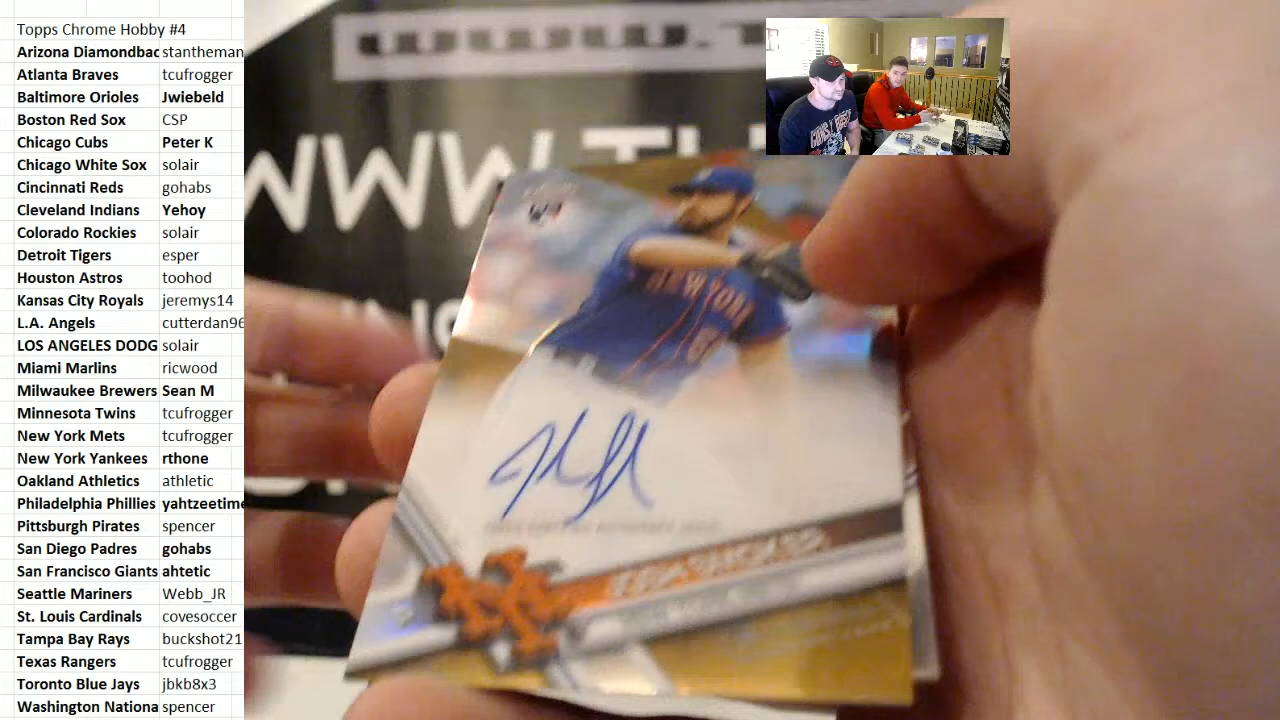 Topps Chrome Hobby #4
Arizona Diamondbac stantheman
Atlanta Braves tcufrogger
Baltimore Orioles Jwiebeld
Boston Red Sox CSP
Chicago Cubs Peter K
Chicago White Sox solair
Cincinnati Reds gohabs
Cleveland Indians Yehoy
Colorado Rockies solair
Detroit Tigers esper
Houston Astros toohod
Kansas City Royals jeremys14
L.A. Angels cutterdan96
LOS ANGELES DODG solair
Miami Marlins ricwood
Milwaukee Brewers Sean M
Minnesota Twins tcufrogger
New York Mets tcufrogger
New York Yankees rthone
Oakland Athletics athletic
Philadelphia Phillies yahtzeetime
Pittsburgh Pirates spencer
San Diego Padres gohabs
San Francisco Giants ahtetic
Seattle Mariners Webb_JR
St. Louis Cardinals covesoccer
Tampa Bay Rays buckshot21
Texas Rangers tcufrogger
Toronto Blue Jays jbkb8x3
Washington Nationa spencer
www.
WWW.
NEW YORK